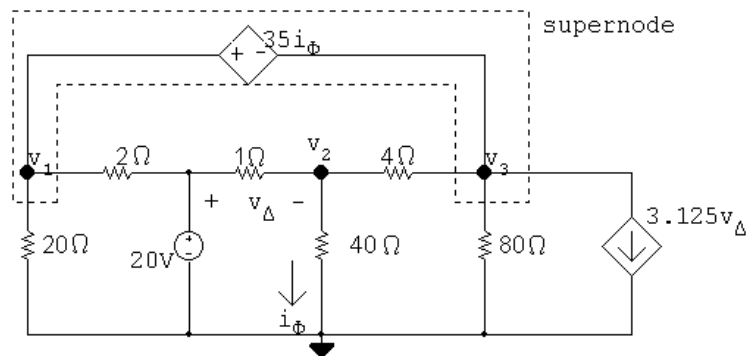 supernode
+ - 35i_Φ
v_1 2Ω 1Ω v_2 4Ω v_3
+ v_Δ -
20Ω 20V + - 40Ω 80Ω 3.125v_Δ
i_Φ